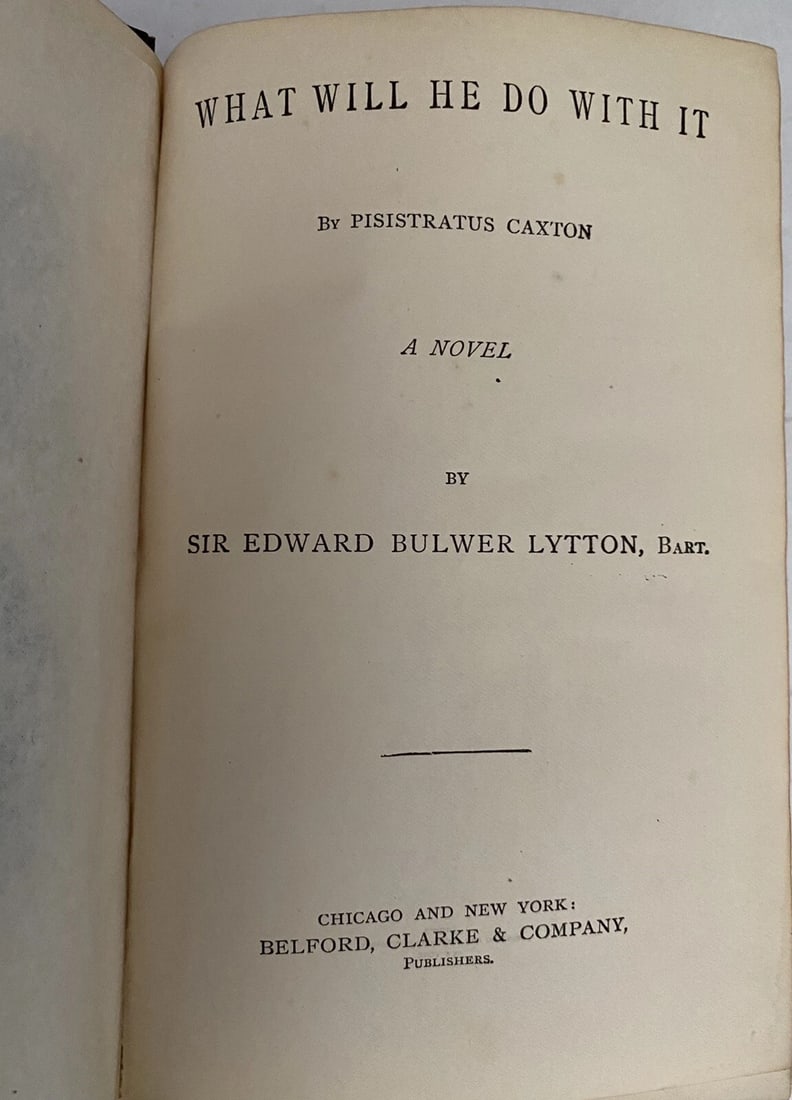 WHAT WILL HE DO WITH IT
By PISISTRATUS CAXTON
A NOVEL
BY
SIR EDWARD BULWER LYTTON, Bart.
CHICAGO AND NEW YORK:
BELFORD, CLARKE & COMPANY,
Publishers.